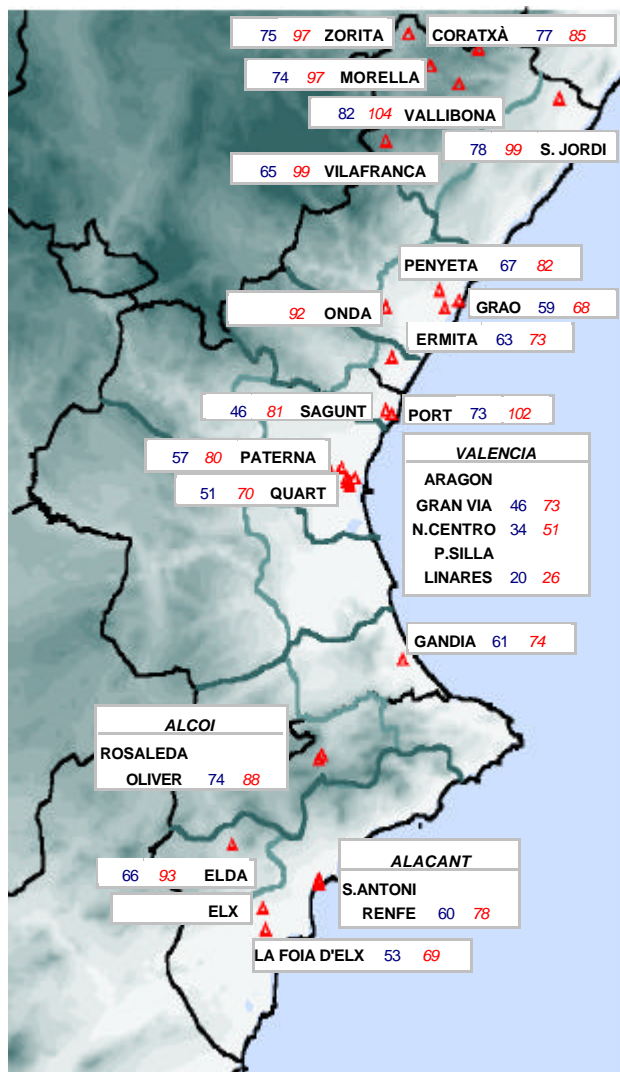 75 97 ZORITA
CORATXÀ 77 85
74 97 MORELLA
82 104 VALLIBONA
78 99 S. JORDI
65 99 VILAFRANCA
PENYETA 67 82
92 ONDA
GRAO 59 68
ERMITA 63 73
46 81 SAGUNT
PORT 73 102
57 80 PATERNA
51 70 QUART
VALENCIA
ARAGON
GRAN VIA 46 73
N.CENTRO 34 51
P.SILLA
LINARES 20 26
GANDIA 61 74
ALCOI
ROSALEDA
OLIVER 74 88
66 93 ELDA
ELX
ALACANT
S.ANTONI
RENFE 60 78
LA FOIA D'ELX 53 69